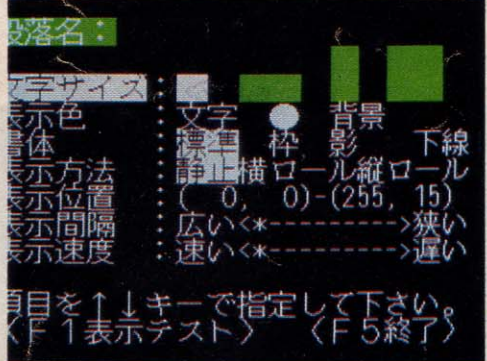 段落名:
文字サイズ:
表示色 : 文字 背景
書体 : 標準 枠 影 下線
表示方法 : 静止 横ロール 縦ロール
表示位置 : ( 0, 0)-(255, 15)
表示間隔 : 広い<*---------->狭い
表示速度 : 速い<*---------->遅い
項目を↑↓キーで指定して下さい。
〈F1表示テスト〉 〈F5終了〉